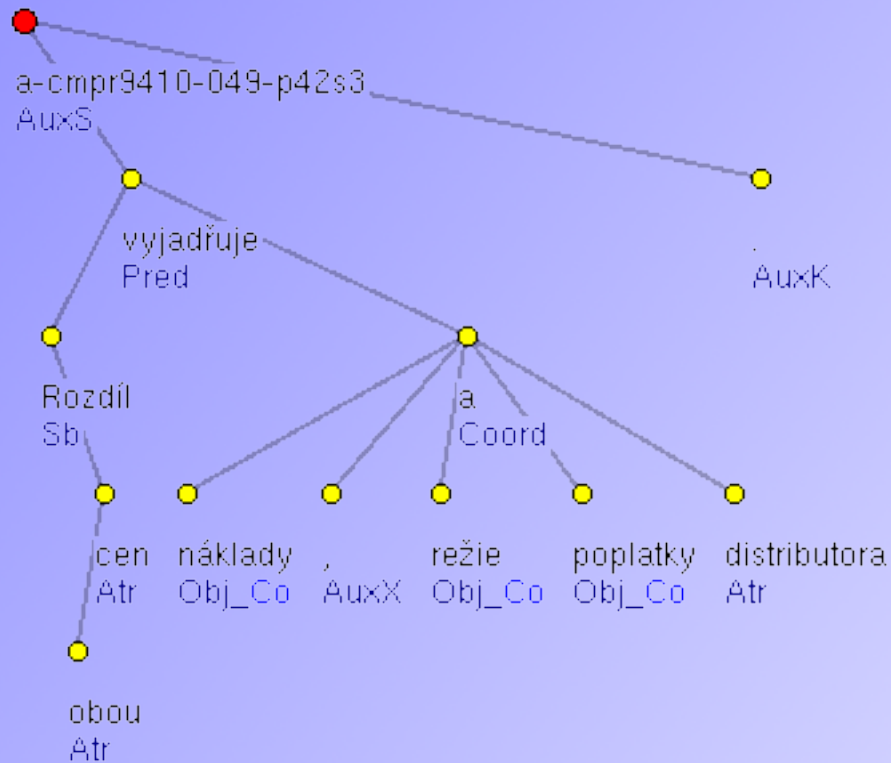 a-cmpr9410-049-p42s3
AuxS
vyjadřuje
Pred
.
AuxK
Rozdíl
Sb
a
Coord
cen
Atr
náklady
Obj_Co
,
AuxX
režie
Obj_Co
poplatky
Obj_Co
distributora
Atr
obou
Atr